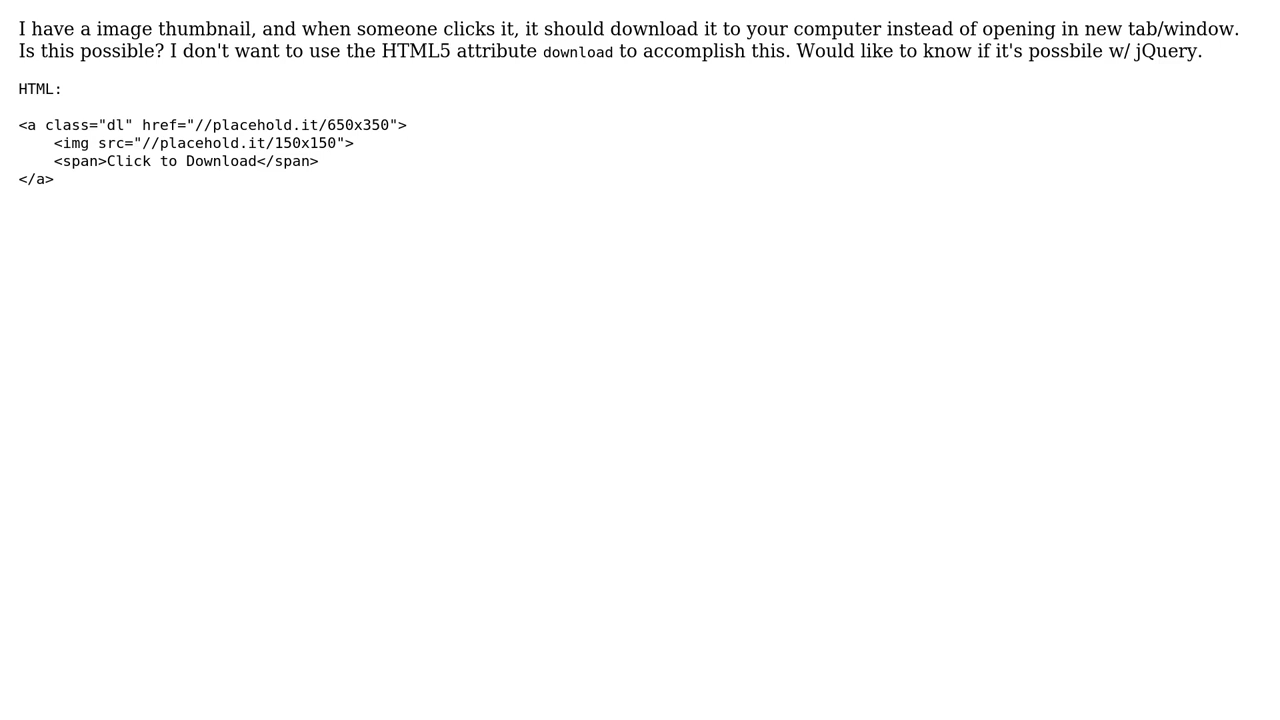 I have a image thumbnail, and when someone clicks it, it should download it to your computer instead of opening in new tab/window.
Is this possible? I don't want to use the HTML5 attribute download to accomplish this. Would like to know if it's possbile w/ jQuery.
HTML:
<a class="dl" href="//placehold.it/650x350">
    <img src="//placehold.it/150x150">
    <span>Click to Download</span>
</a>